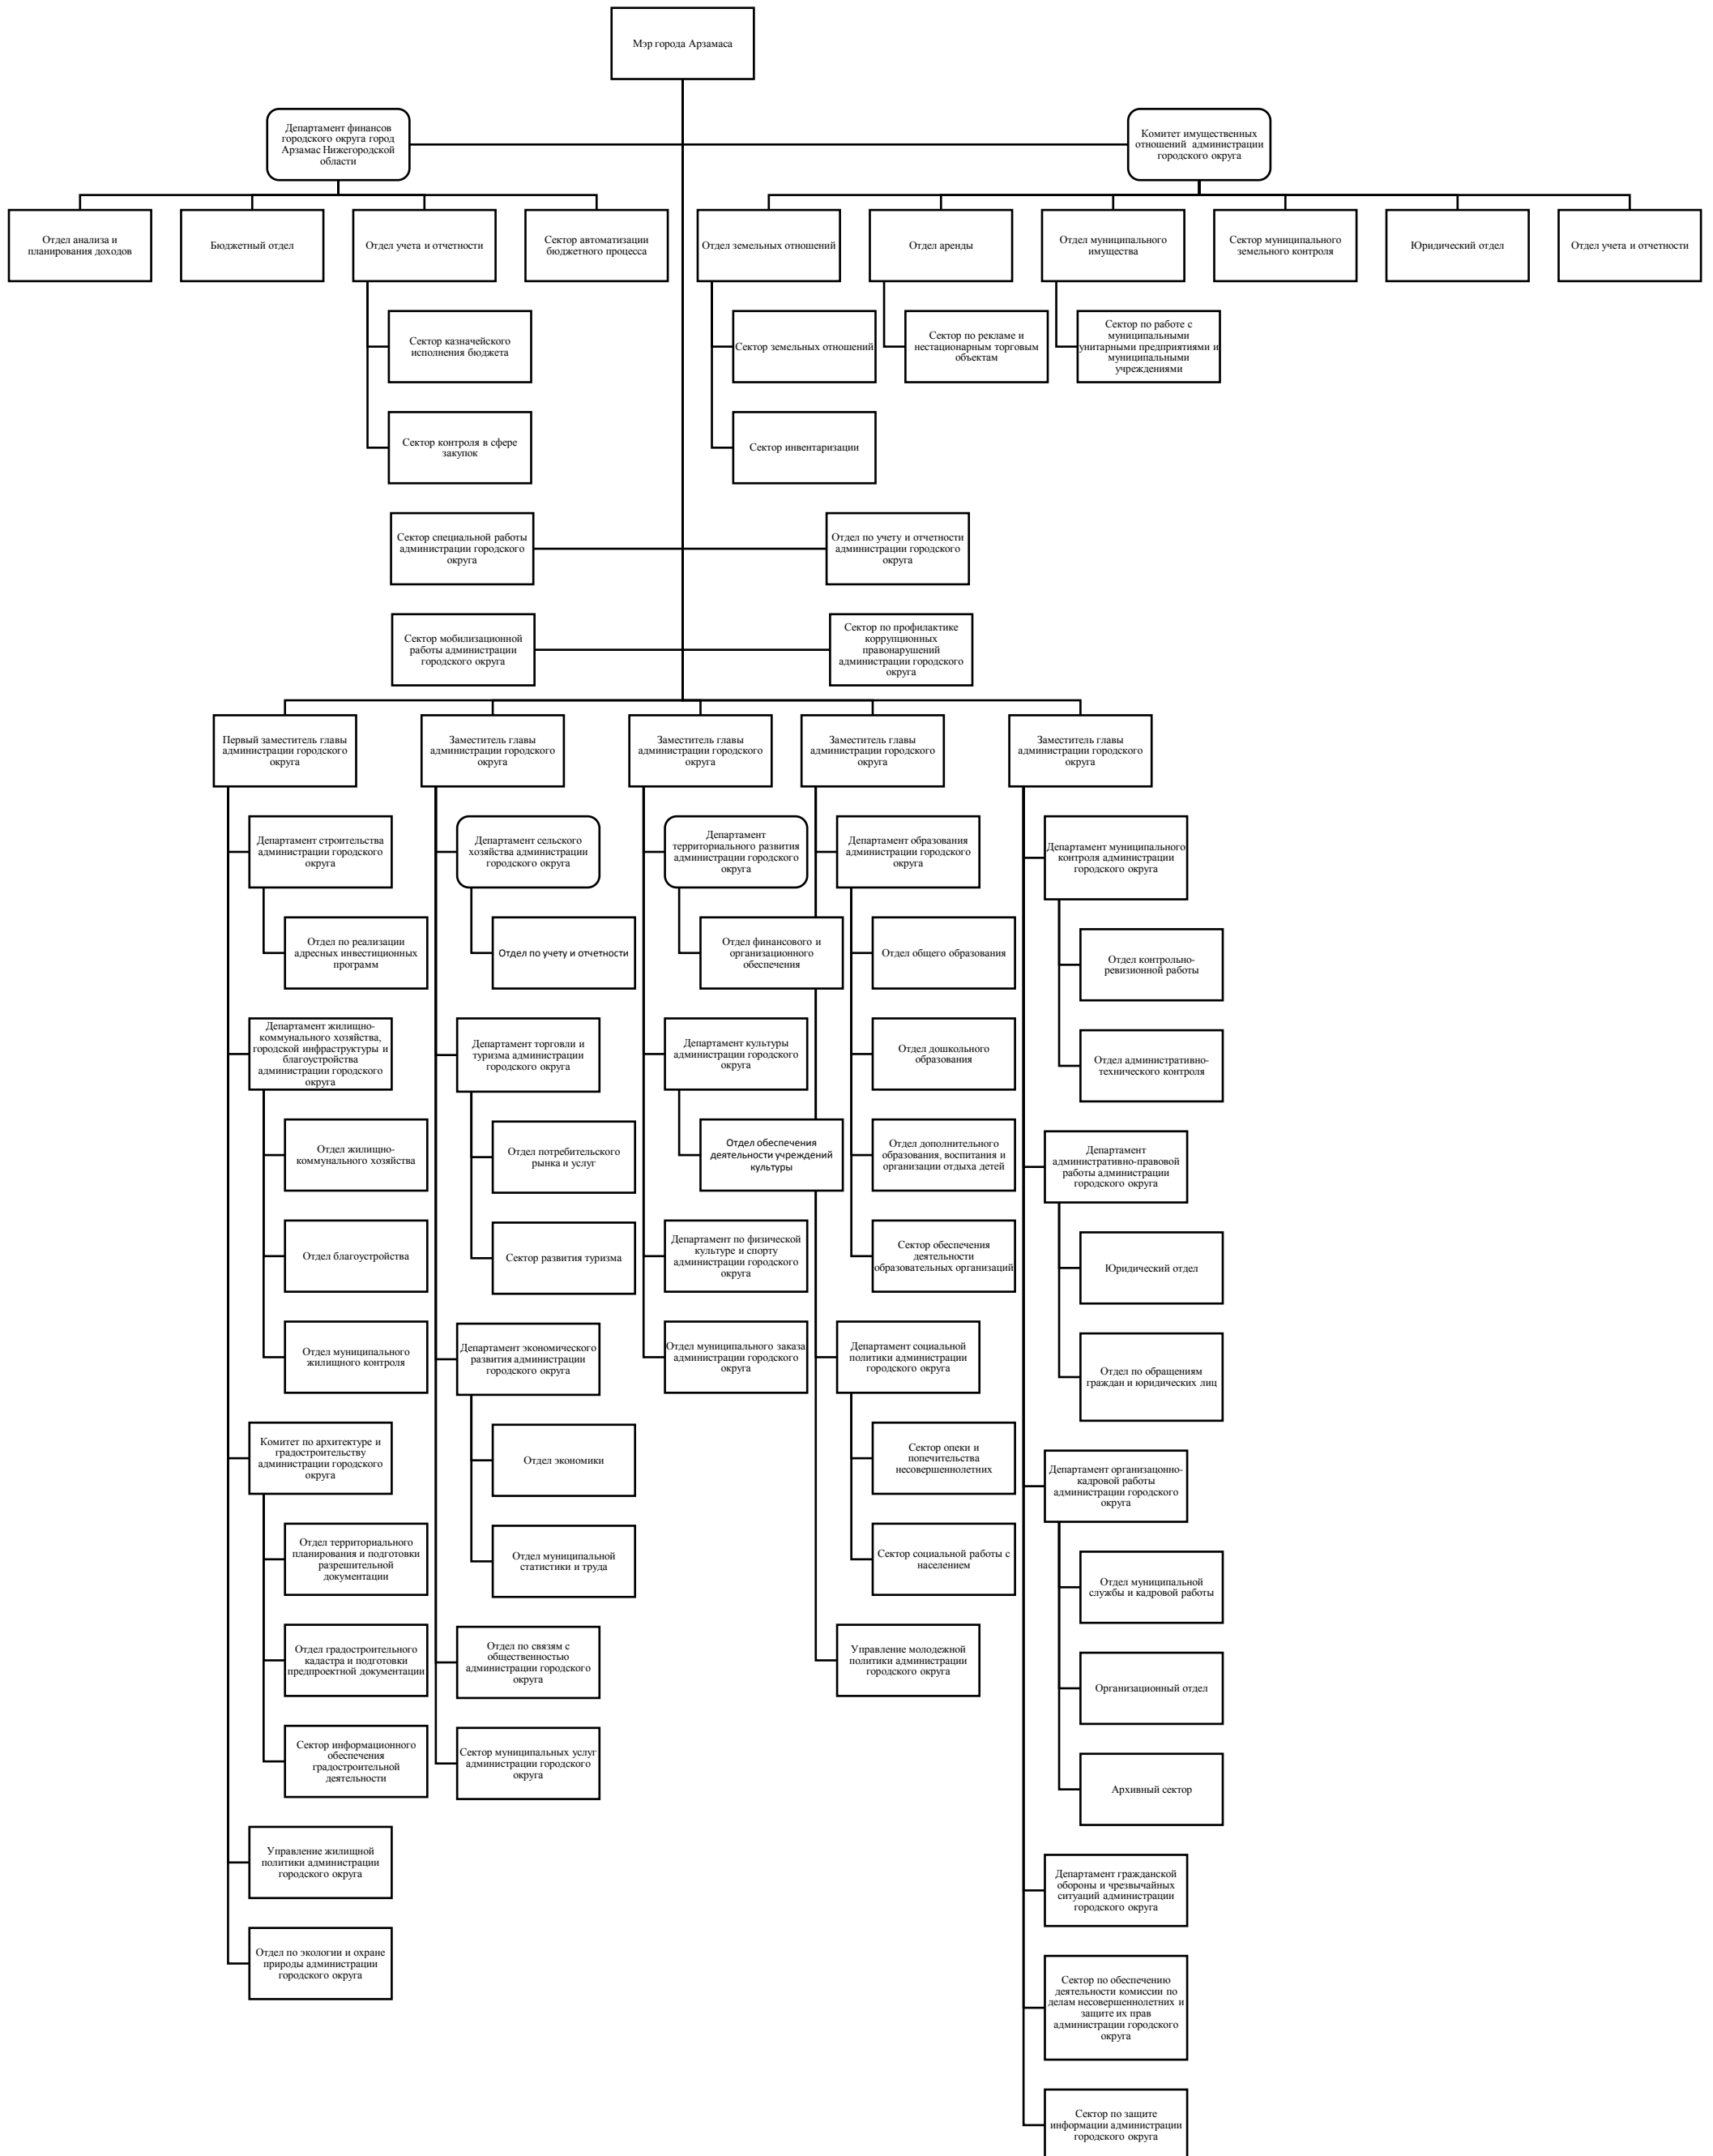 Мэр города Арзамаса
Департамент финансов
городского округа город
Арзамас Нижегородской
области
Комитет имущественных
отношений администрации
городского округа
Отдел анализа и
планирования доходов
Бюджетный отдел
Отдел учета и отчетности
Сектор автоматизации
бюджетного процесса
Отдел земельных отношений
Отдел аренды
Отдел муниципального
имущества
Сектор муниципального
земельного контроля
Юридический отдел
Отдел учета и отчетности
Сектор казначейского
исполнения бюджета
Сектор земельных отношений
Сектор по рекламе и
нестационарным торговым
объектам
Сектор по работе с
муниципальными
унитарными предприятиями и
муниципальными
учреждениями
Сектор контроля в сфере
закупок
Сектор инвентаризации
Сектор специальной работы
администрации городского
округа
Отдел по учету и отчетности
администрации городского
округа
Сектор мобилизационной
работы администрации
городского округа
Сектор по профилактике
коррупционных
правонарушений
администрации городского
округа
Первый заместитель главы
администрации городского
округа
Заместитель главы
администрации городского
округа
Заместитель главы
администрации городского
округа
Заместитель главы
администрации городского
округа
Заместитель главы
администрации городского
округа
Департамент строительства
администрации городского
округа
Отдел по реализации
адресных инвестиционных
программ
Департамент жилищно-
коммунального хозяйства,
городской инфраструктуры и
благоустройства
администрации городского
округа
Отдел жилищно-
коммунального хозяйства
Отдел благоустройства
Отдел муниципального
жилищного контроля
Комитет по архитектуре и
градостроительству
администрации городского
округа
Отдел территориального
планирования и подготовки
разрешительной
документации
Отдел градостроительного
кадастра и подготовки
предпроектной документации
Сектор информационного
обеспечения
градостроительной
деятельности
Управление жилищной
политики администрации
городского округа
Отдел по экологии и охране
природы администрации
городского округа
Департамент сельского
хозяйства администрации
городского округа
Отдел по учету и отчетности
Департамент торговли и
туризма администрации
городского округа
Отдел потребительского
рынка и услуг
Сектор развития туризма
Департамент экономического
развития администрации
городского округа
Отдел экономики
Отдел муниципальной
статистики и труда
Отдел по связям с
общественностью
администрации городского
округа
Сектор муниципальных услуг
администрации городского
округа
Департамент
территориального развития
администрации городского
округа
Отдел финансового и
организационного
обеспечения
Департамент культуры
администрации городского
округа
Отдел обеспечения
деятельности учреждений
культуры
Департамент по физической
культуре и спорту
администрации городского
округа
Отдел муниципального заказа
администрации городского
округа
Департамент образования
администрации городского
округа
Отдел общего образования
Отдел дошкольного
образования
Отдел дополнительного
образования, воспитания и
организации отдыха детей
Сектор обеспечения
деятельности
образовательных организаций
Департамент социальной
политики администрации
городского округа
Сектор опеки и
попечительства
несовершеннолетних
Сектор социальной работы с
населением
Управление молодежной
политики администрации
городского округа
Департамент муниципального
контроля администрации
городского округа
Отдел контрольно-
ревизионной работы
Отдел административно-
технического контроля
Департамент
административно-правовой
работы администрации
городского округа
Юридический отдел
Отдел по обращениям
граждан и юридических лиц
Департамент организацонно-
кадровой работы
администрации городского
округа
Отдел муниципальной
службы и кадровой работы
Организационный отдел
Архивный сектор
Департамент гражданской
обороны и чрезвычайных
ситуаций администрации
городского округа
Сектор по обеспечению
деятельности комиссии по
делам несовершеннолетних и
защите их прав
администрации городского
округа
Сектор по защите
информации администрации
городского округа